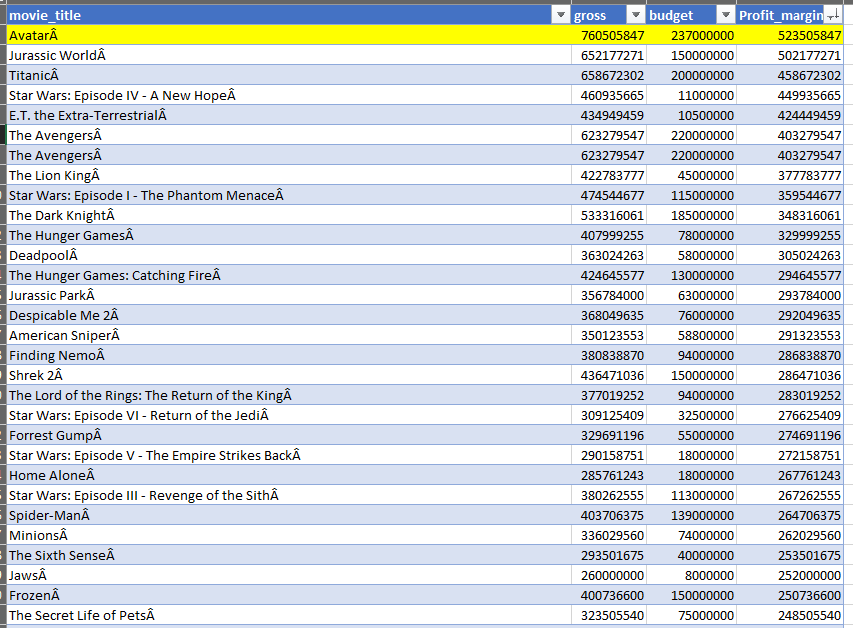 movie_title gross budget Profit_margin
AvatarÂ 760505847 237000000 523505847
Jurassic WorldÂ 652177271 150000000 502177271
TitanicÂ 658672302 200000000 458672302
Star Wars: Episode IV - A New HopeÂ 460935665 11000000 449935665
E.T. the Extra-TerrestrialÂ 434949459 10500000 424449459
The AvengersÂ 623279547 220000000 403279547
The AvengersÂ 623279547 220000000 403279547
The Lion KingÂ 422783777 45000000 377783777
Star Wars: Episode I - The Phantom MenaceÂ 474544677 115000000 359544677
The Dark KnightÂ 533316061 185000000 348316061
The Hunger GamesÂ 407999255 78000000 329999255
DeadpoolÂ 363024263 58000000 305024263
The Hunger Games: Catching FireÂ 424645577 130000000 294645577
Jurassic ParkÂ 356784000 63000000 293784000
Despicable Me 2Â 368049635 76000000 292049635
American SniperÂ 350123553 58800000 291323553
Finding NemoÂ 380838870 94000000 286838870
Shrek 2Â 436471036 150000000 286471036
The Lord of the Rings: The Return of the KingÂ 377019252 94000000 283019252
Star Wars: Episode VI - Return of the JediÂ 309125409 32500000 276625409
Forrest GumpÂ 329691196 55000000 274691196
Star Wars: Episode V - The Empire Strikes BackÂ 290158751 18000000 272158751
Home AloneÂ 285761243 18000000 267761243
Star Wars: Episode III - Revenge of the SithÂ 380262555 113000000 267262555
Spider-ManÂ 403706375 139000000 264706375
MinionsÂ 336029560 74000000 262029560
The Sixth SenseÂ 293501675 40000000 253501675
JawsÂ 260000000 8000000 252000000
FrozenÂ 400736600 150000000 250736600
The Secret Life of PetsÂ 323505540 75000000 248505540